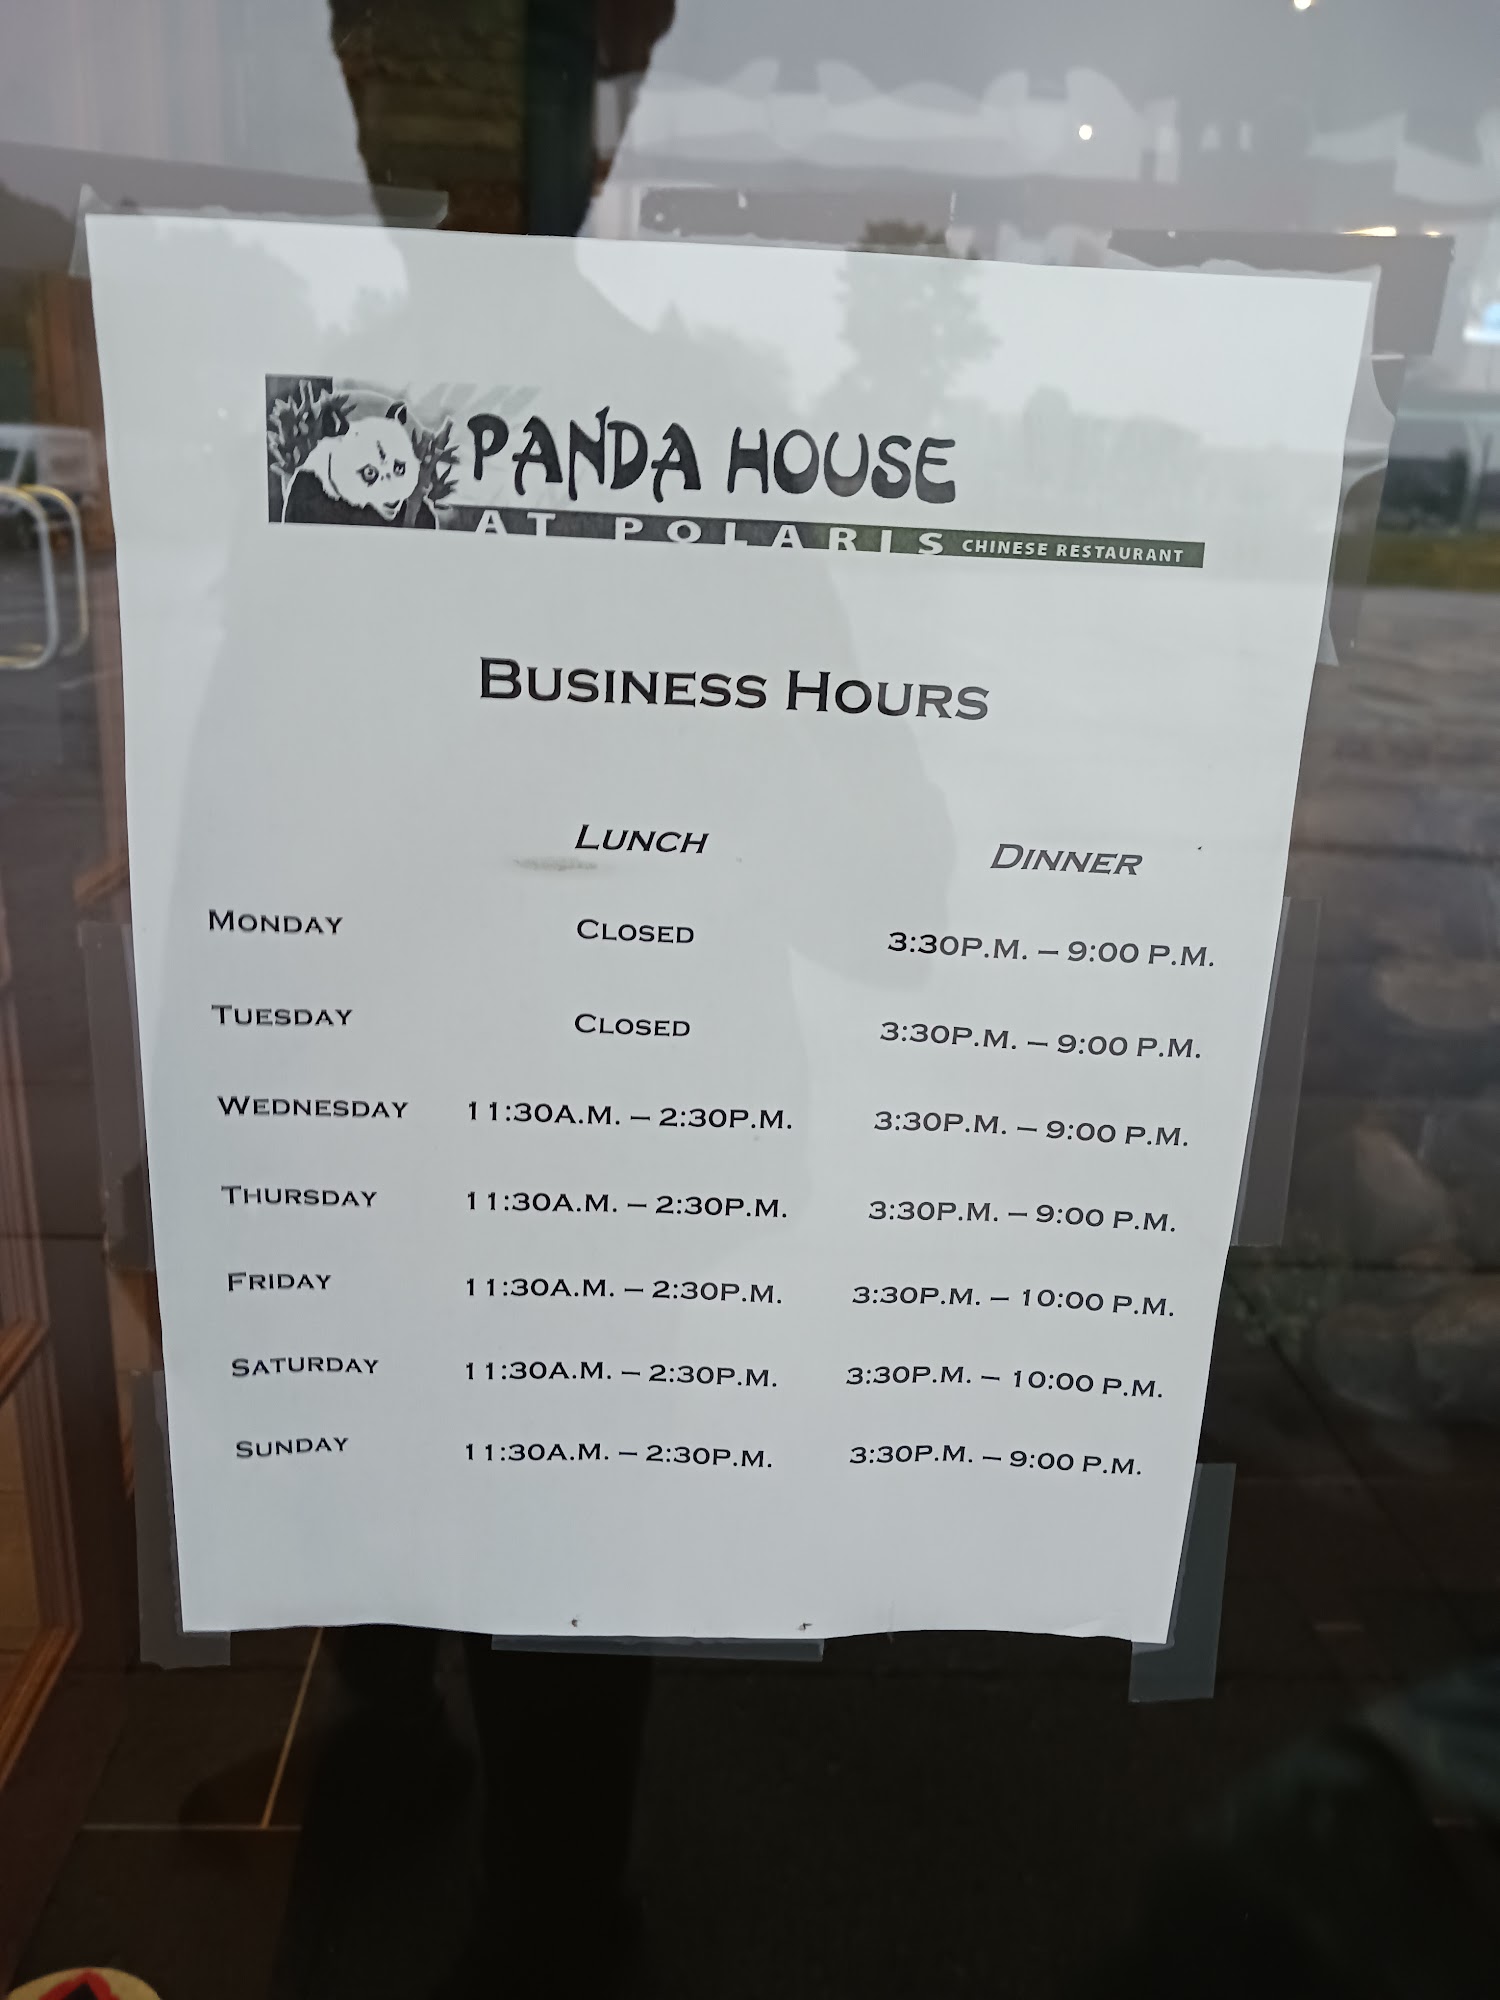 PANDA HOUSE
AT POLARIS CHINESE RESTAURANT
BUSINESS HOURS
LUNCH DINNER
MONDAY CLOSED 3:30P.M. – 9:00 P.M.
TUESDAY CLOSED 3:30P.M. – 9:00 P.M.
WEDNESDAY 11:30A.M. – 2:30P.M. 3:30P.M. – 9:00 P.M.
THURSDAY 11:30A.M. – 2:30P.M. 3:30P.M. – 9:00 P.M.
FRIDAY 11:30A.M. – 2:30P.M. 3:30P.M. – 10:00 P.M.
SATURDAY 11:30A.M. – 2:30P.M. 3:30P.M. – 10:00 P.M.
SUNDAY 11:30A.M. – 2:30P.M. 3:30P.M. – 9:00 P.M.